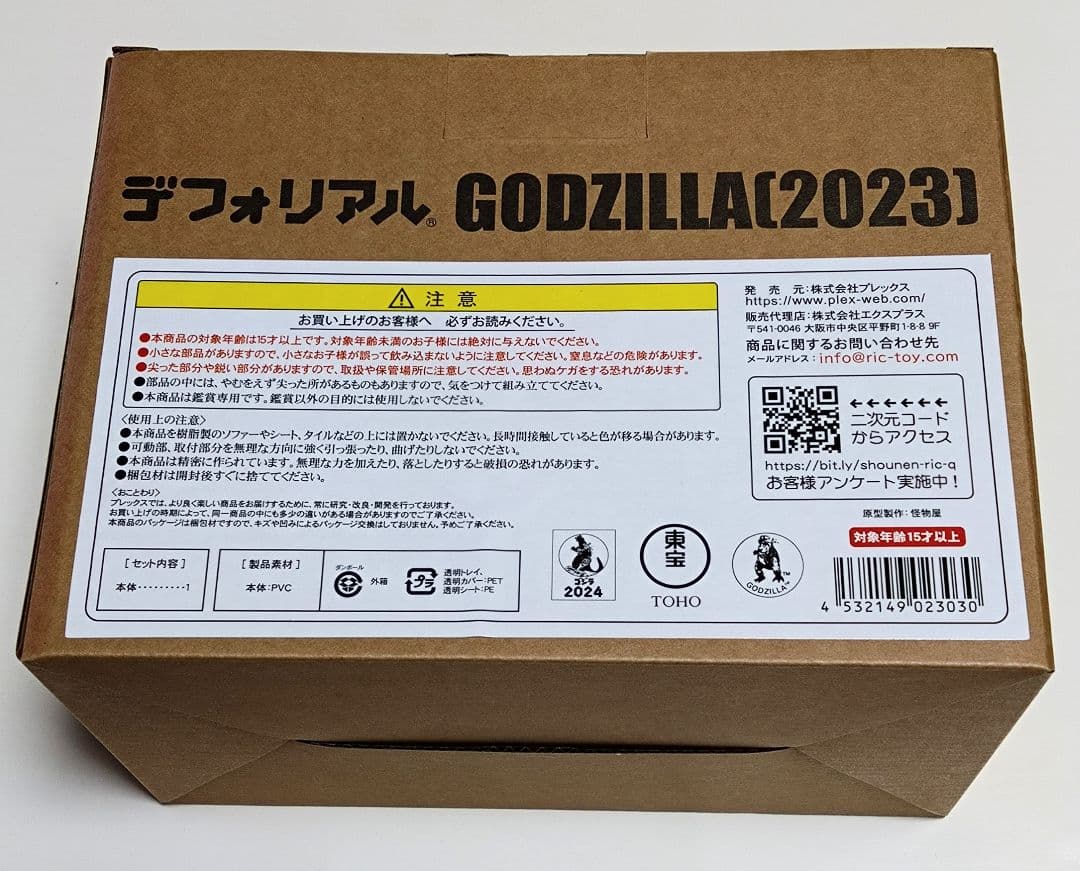 デフォリアル® GODZILLA(2023)
⚠ 注意
お買い上げのお客様へ 必ずお読みください。
●本商品の対象年齢は15才以上です。対象年齢未満のお子様には絶対に与えないでください。
●小さな部品がありますので、小さなお子様が誤って飲み込まないように注意してください。窒息などの危険があります。
●尖った部分や鋭い部分がありますので、取扱や保管場所に注意してください。思わぬケガをする恐れがあります。
●部品の中には、やむをえず尖った所があるものもありますので、気をつけて組み立ててください。
●本商品は鑑賞専用です。鑑賞以外の目的には使用しないでください。
〈使用上の注意〉
●本商品を樹脂製のソファーやシート、タイルなどの上には置かないでください。長時間接触していると色が移る場合があります。
●可動部、取付部分を無理な方向に強く引っ張ったり、曲げたりしないでください。
●本商品は精密に作られています。無理な力を加えたり、落としたりすると破損の恐れがあります。
●梱包材は開封後すぐに捨ててください。
〈おことわり〉
プレックスでは、より良く楽しい商品をお届けするために、常に研究・改良・開発を行っております。
お買い上げの時期によって、同一商品の中にも多少の違いがある場合がありますのでご了承ください。
本商品のパッケージは梱包材ですので、キズや凹みによるパッケージ交換はしておりません。予めご了承ください。
[セット内容]
本体………1
[製品素材]
本体:PVC
ダンボール
外箱
プラ
透明トレイ、
透明カバー:PET
透明シート:PE
ゴジラ
2024
東宝
TOHO
GODZILLA™
発売元:株式会社プレックス
https://www.plex-web.com/
販売代理店:株式会社エクスプラス
〒541-0046 大阪市中央区平野町1-8-8 9F
商品に関するお問い合わせ先
メールアドレス:info@ric-toy.com
←←←←←←
二次元コード
からアクセス
https://bit.ly/shounen-ric-q
お客様アンケート実施中!
原型製作:怪物屋
対象年齢15才以上
4 532149 023030